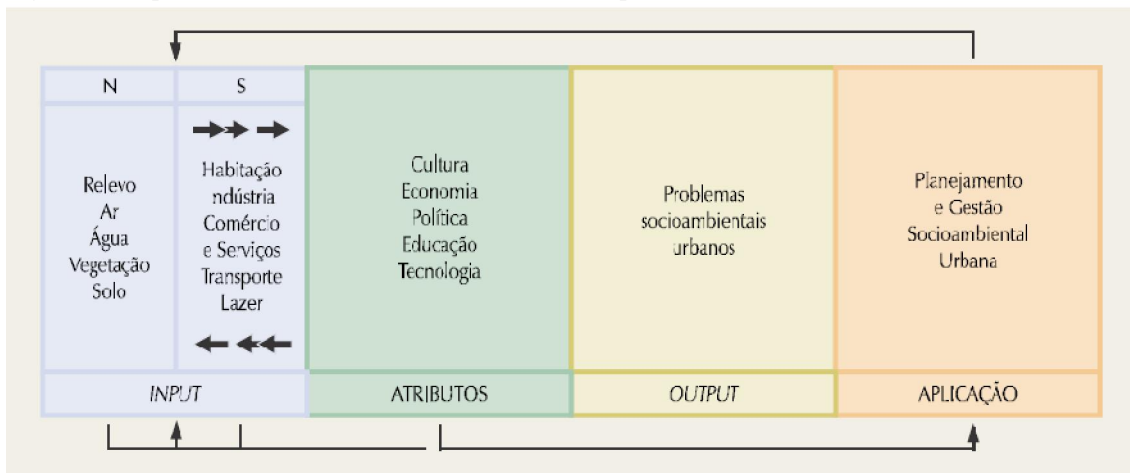 N
S
Relevo
Ar
Água
Vegetação
Solo
Habitação
ndústria
Comércio
e Serviços
Transporte
Lazer
Cultura
Economia
Política
Educação
Tecnologia
Problemas
socioambientais
urbanos
Planejamento
e Gestão
Socioambiental
Urbana
INPUT
ATRIBUTOS
OUTPUT
APLICAÇÃO